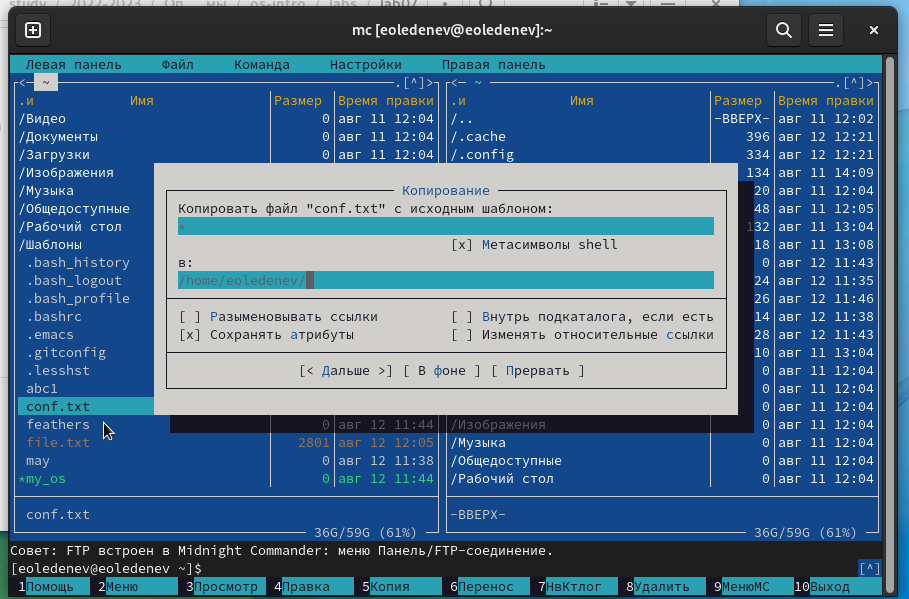 study / 2022-2023 / Оп... мы / os-intro / labs / lab07
mc [eoledenev@eoledenev]:~
Левая панель Файл Команда Настройки Правая панель
<─ ~ .[^]> <─ ~ .[^]>
.и Имя Размер Время правки .и Имя Размер Время правки
/Видео 0 авг 11 12:04 /.. -ВВЕРХ- авг 11 12:02
/Документы 0 авг 11 12:04 /.cache 396 авг 12 12:21
/Загрузки 0 авг 11 12:04 /.config 334 авг 12 12:21
/Изображения 134 авг 11 14:09
/Музыка 20 авг 11 12:04
/Общедоступные 48 авг 11 12:05
/Рабочий стол 132 авг 11 13:04
/Шаблоны 18 авг 11 13:08
.bash_history 0 авг 12 11:43
.bash_logout 24 авг 12 11:35
.bash_profile 26 авг 12 11:46
.bashrc 14 авг 12 11:38
.emacs 28 авг 12 11:43
.gitconfig 10 авг 11 13:04
.lesshst 0 авг 11 12:04
abc1 0 авг 11 12:04
conf.txt 0 авг 11 12:04
feathers 0 авг 12 11:44 /Изображения 0 авг 11 12:04
file.txt 2801 авг 12 12:05 /Музыка 0 авг 11 12:04
may 0 авг 12 11:38 /Общедоступные 0 авг 11 12:04
*my_os 0 авг 12 11:44 /Рабочий стол 0 авг 11 12:04
Копирование
Копировать файл "conf.txt" с исходным шаблоном:
*
[x] Метасимволы shell
в:
/home/eoledenev/
[ ] Разыменовывать ссылки [ ] Внутрь подкаталога, если есть
[x] Сохранять атрибуты [ ] Изменять относительные ссылки
[< Дальше >] [ В фоне ] [ Прервать ]
conf.txt -ВВЕРХ-
36G/59G (61%) 36G/59G (61%)
Совет: FTP встроен в Midnight Commander: меню Панель/FTP-соединение.
[eoledenev@eoledenev ~]$ [^]
1Помощь 2Меню 3Просмотр 4Правка 5Копия 6Перенос 7НвКтлог 8Удалить 9МенюМС 10Выход